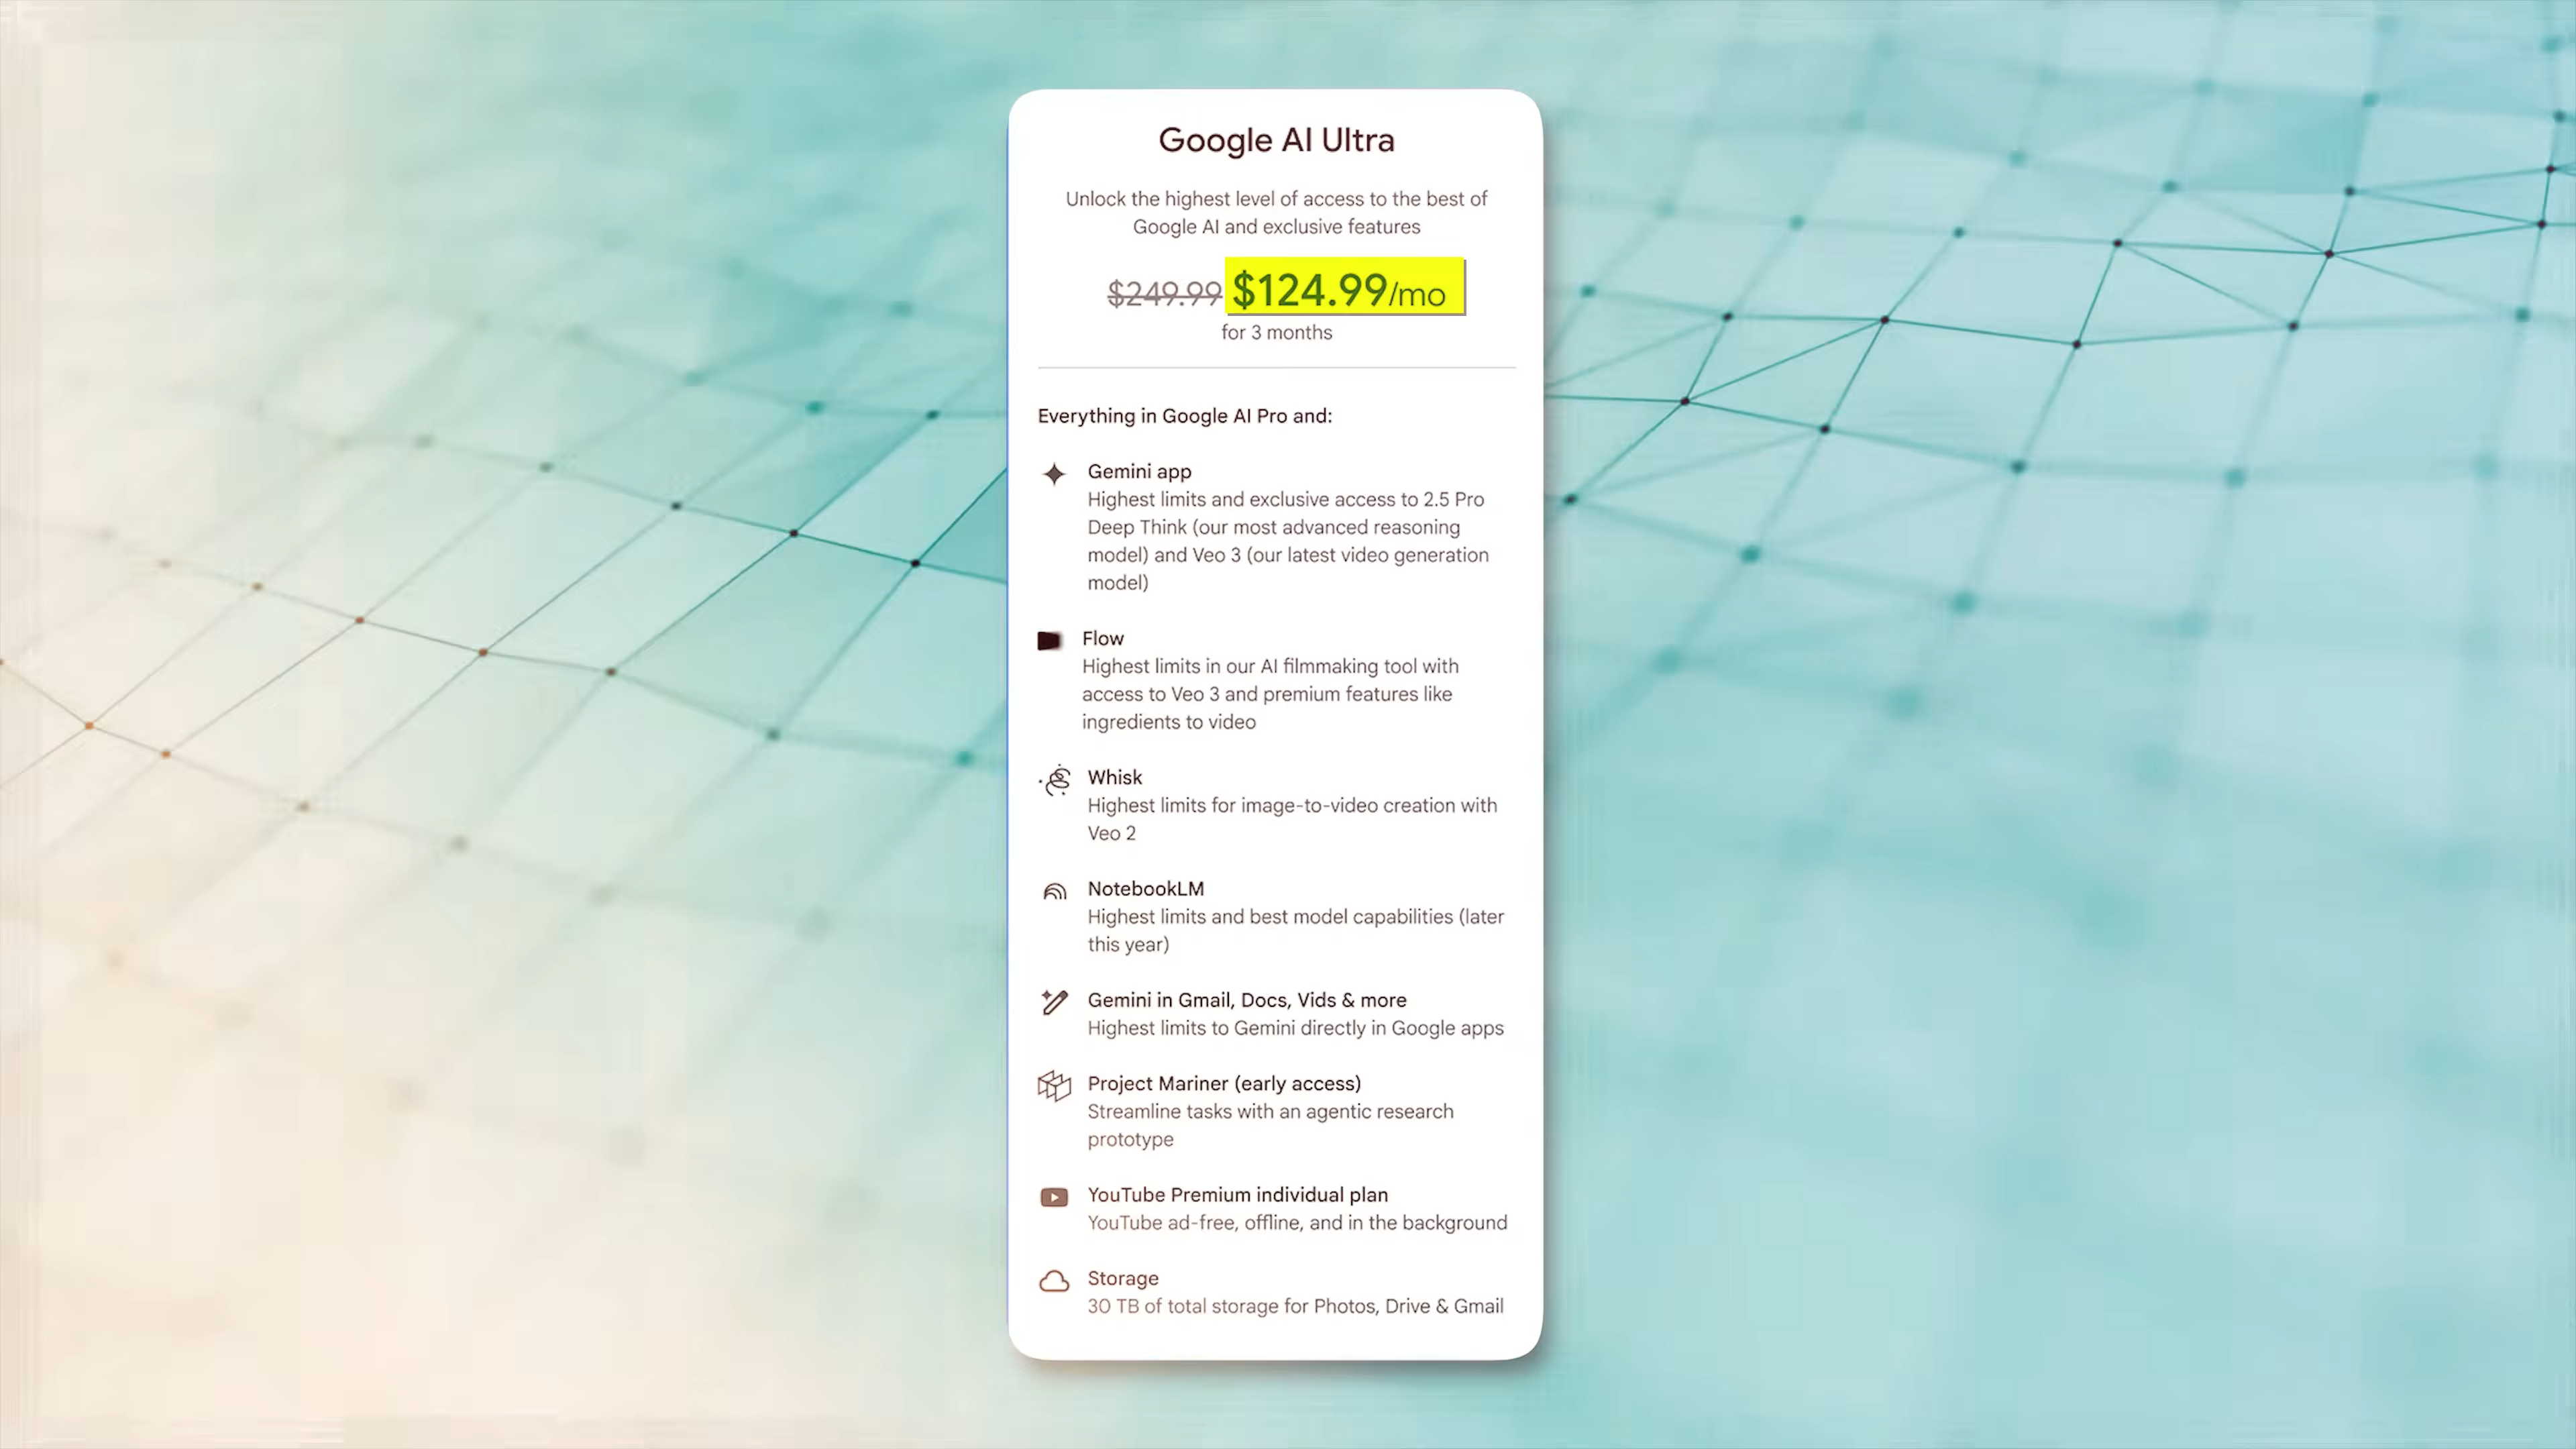 Google AI Ultra
Unlock the highest level of access to the best of
Google AI and exclusive features
$249.99 $124.99/mo
for 3 months
Everything in Google AI Pro and:
Gemini app
Highest limits and exclusive access to 2.5 Pro
Deep Think (our most advanced reasoning
model) and Veo 3 (our latest video generation
model)
Flow
Highest limits in our AI filmmaking tool with
access to Veo 3 and premium features like
ingredients to video
Whisk
Highest limits for image-to-video creation with
Veo 2
NotebookLM
Highest limits and best model capabilities (later
this year)
Gemini in Gmail, Docs, Vids & more
Highest limits to Gemini directly in Google apps
Project Mariner (early access)
Streamline tasks with an agentic research
prototype
YouTube Premium individual plan
YouTube ad-free, offline, and in the background
Storage
30 TB of total storage for Photos, Drive & Gmail